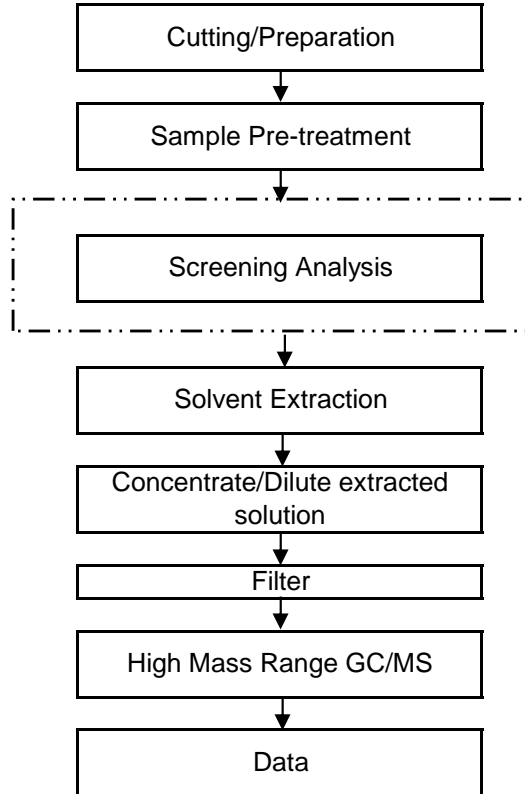 Cutting/Preparation
Sample Pre-treatment
Screening Analysis
Solvent Extraction
Concentrate/Dilute extracted
solution
Filter
High Mass Range GC/MS
Data